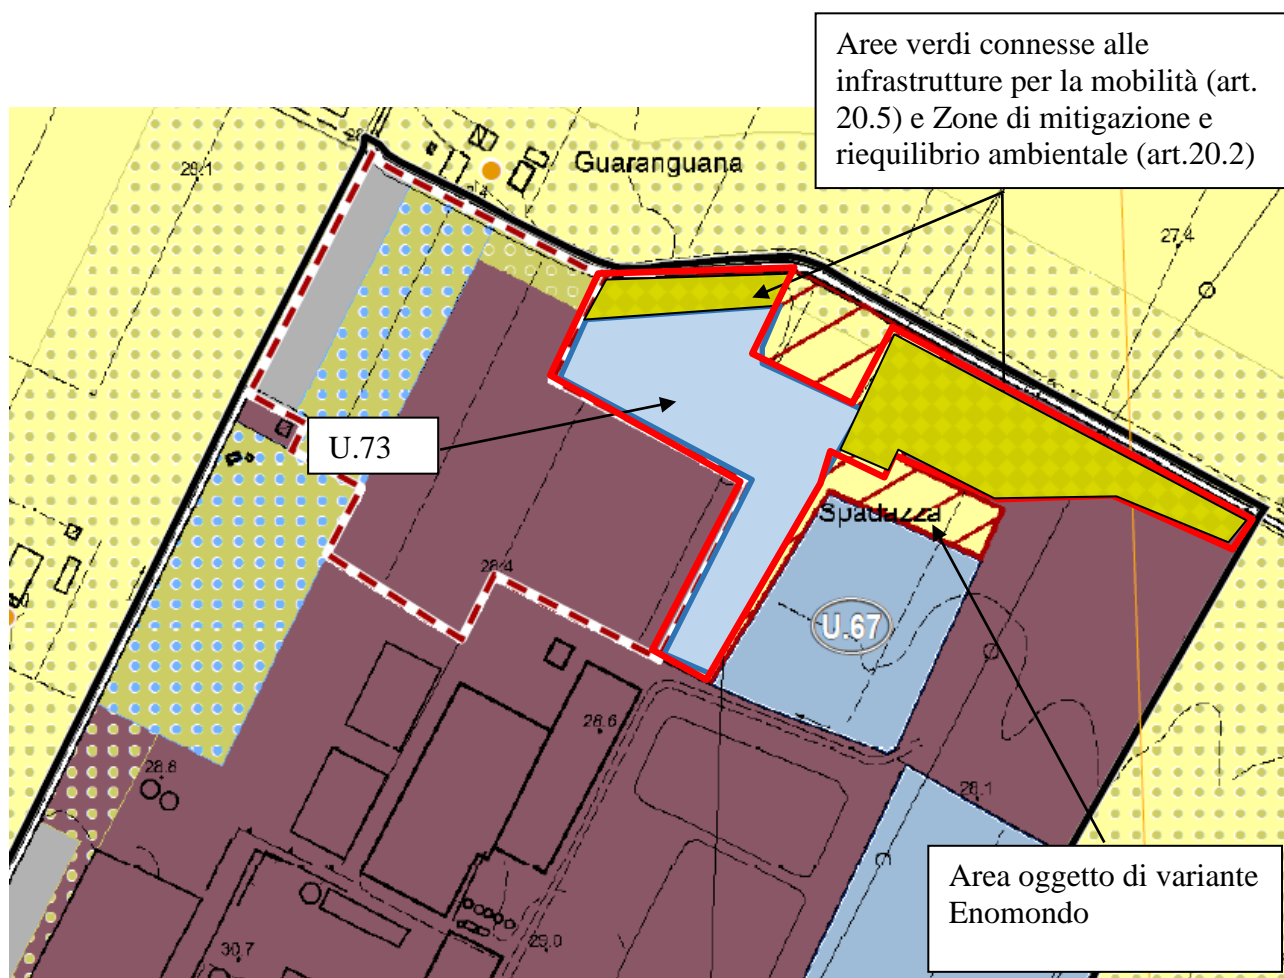 Aree verdi connesse alle
infrastrutture per la mobilità (art.
20.5) e Zone di mitigazione e
riequilibrio ambientale (art.20.2)
Guaranguana
28.1
27.4
U.73
Spadazza
28.4
U.67
28.6
28.8
28.1
Area oggetto di variante
Enomondo
30.7
29.0